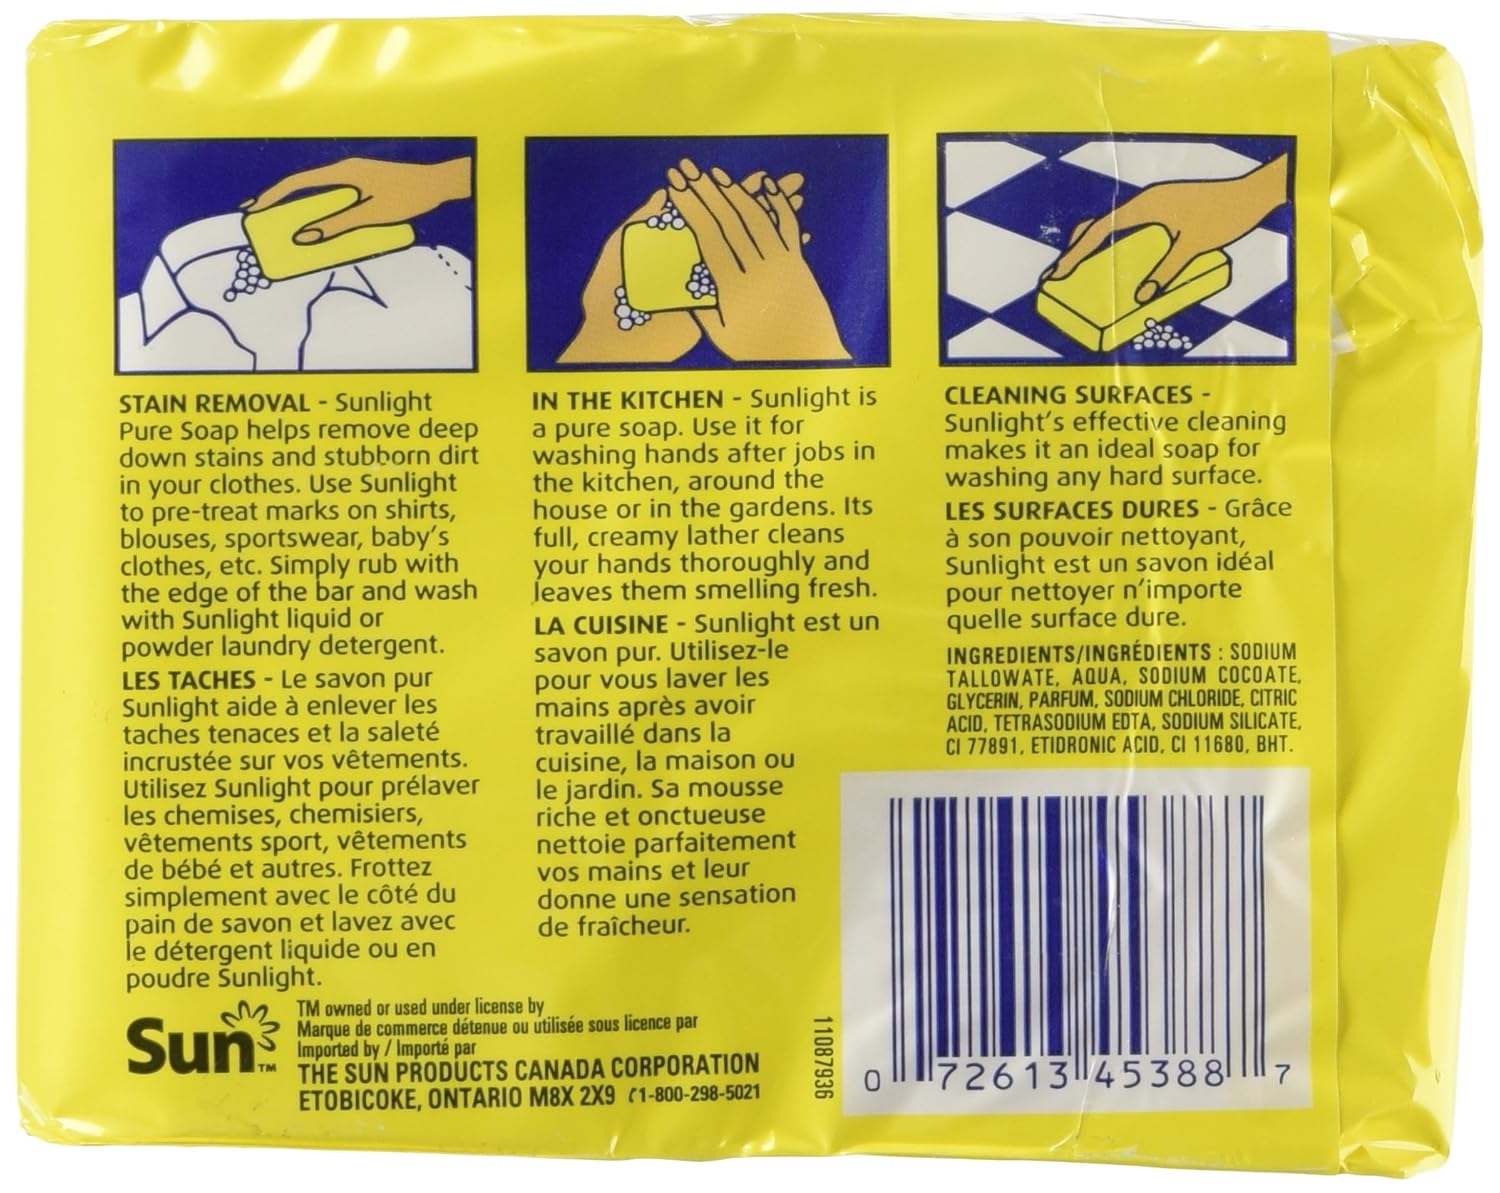 STAIN REMOVAL - Sunlight
Pure Soap helps remove deep
down stains and stubborn dirt
in your clothes. Use Sunlight
to pre-treat marks on shirts,
blouses, sportswear, baby's
clothes, etc. Simply rub with
the edge of the bar and wash
with Sunlight liquid or
powder laundry detergent.
LES TACHES - Le savon pur
Sunlight aide à enlever les
taches tenaces et la saleté
incrustée sur vos vêtements.
Utilisez Sunlight pour prélaver
les chemises, chemisiers,
vêtements sport, vêtements
de bébé et autres. Frottez
simplement avec le côté du
pain de savon et lavez avec
le détergent liquide ou en
poudre Sunlight.
IN THE KITCHEN - Sunlight is
a pure soap. Use it for
washing hands after jobs in
the kitchen, around the
house or in the gardens. Its
full, creamy lather cleans
your hands thoroughly and
leaves them smelling fresh.
LA CUISINE - Sunlight est un
savon pur. Utilisez-le
pour vous laver les
mains après avoir
travaillé dans la
cuisine, la maison ou
le jardin. Sa mousse
riche et onctueuse
nettoie parfaitement
vos mains et leur
donne une sensation
de fraîcheur.
CLEANING SURFACES -
Sunlight's effective cleaning
makes it an ideal soap for
washing any hard surface.
LES SURFACES DURES - Grâce
à son pouvoir nettoyant,
Sunlight est un savon idéal
pour nettoyer n'importe
quelle surface dure.
INGREDIENTS/INGRÉDIENTS : SODIUM
TALLOWATE, AQUA, SODIUM COCOATE,
GLYCERIN, PARFUM, SODIUM CHLORIDE, CITRIC
ACID, TETRASODIUM EDTA, SODIUM SILICATE,
CI 77891, ETIDRONIC ACID, CI 11680, BHT.
Sun™
TM owned or used under license by
Marque de commerce détenue ou utilisée sous licence par
Imported by / Importé par
THE SUN PRODUCTS CANADA CORPORATION
ETOBICOKE, ONTARIO M8X 2X9 1-800-298-5021
11087936
0 72613 45388 7